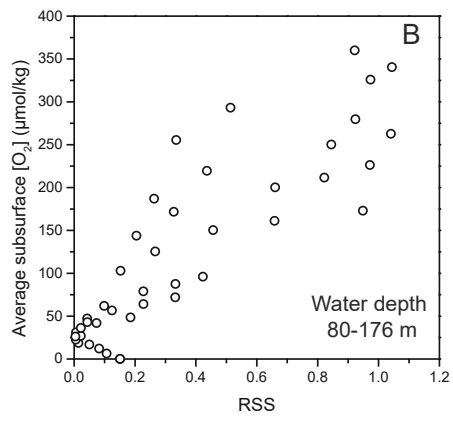 B
400
350
300
250
200
150
100
50
0
Average subsurface [O₂] (μmol/kg)
Water depth
80-176 m
0.0 0.2 0.4 0.6 0.8 1.0 1.2
RSS